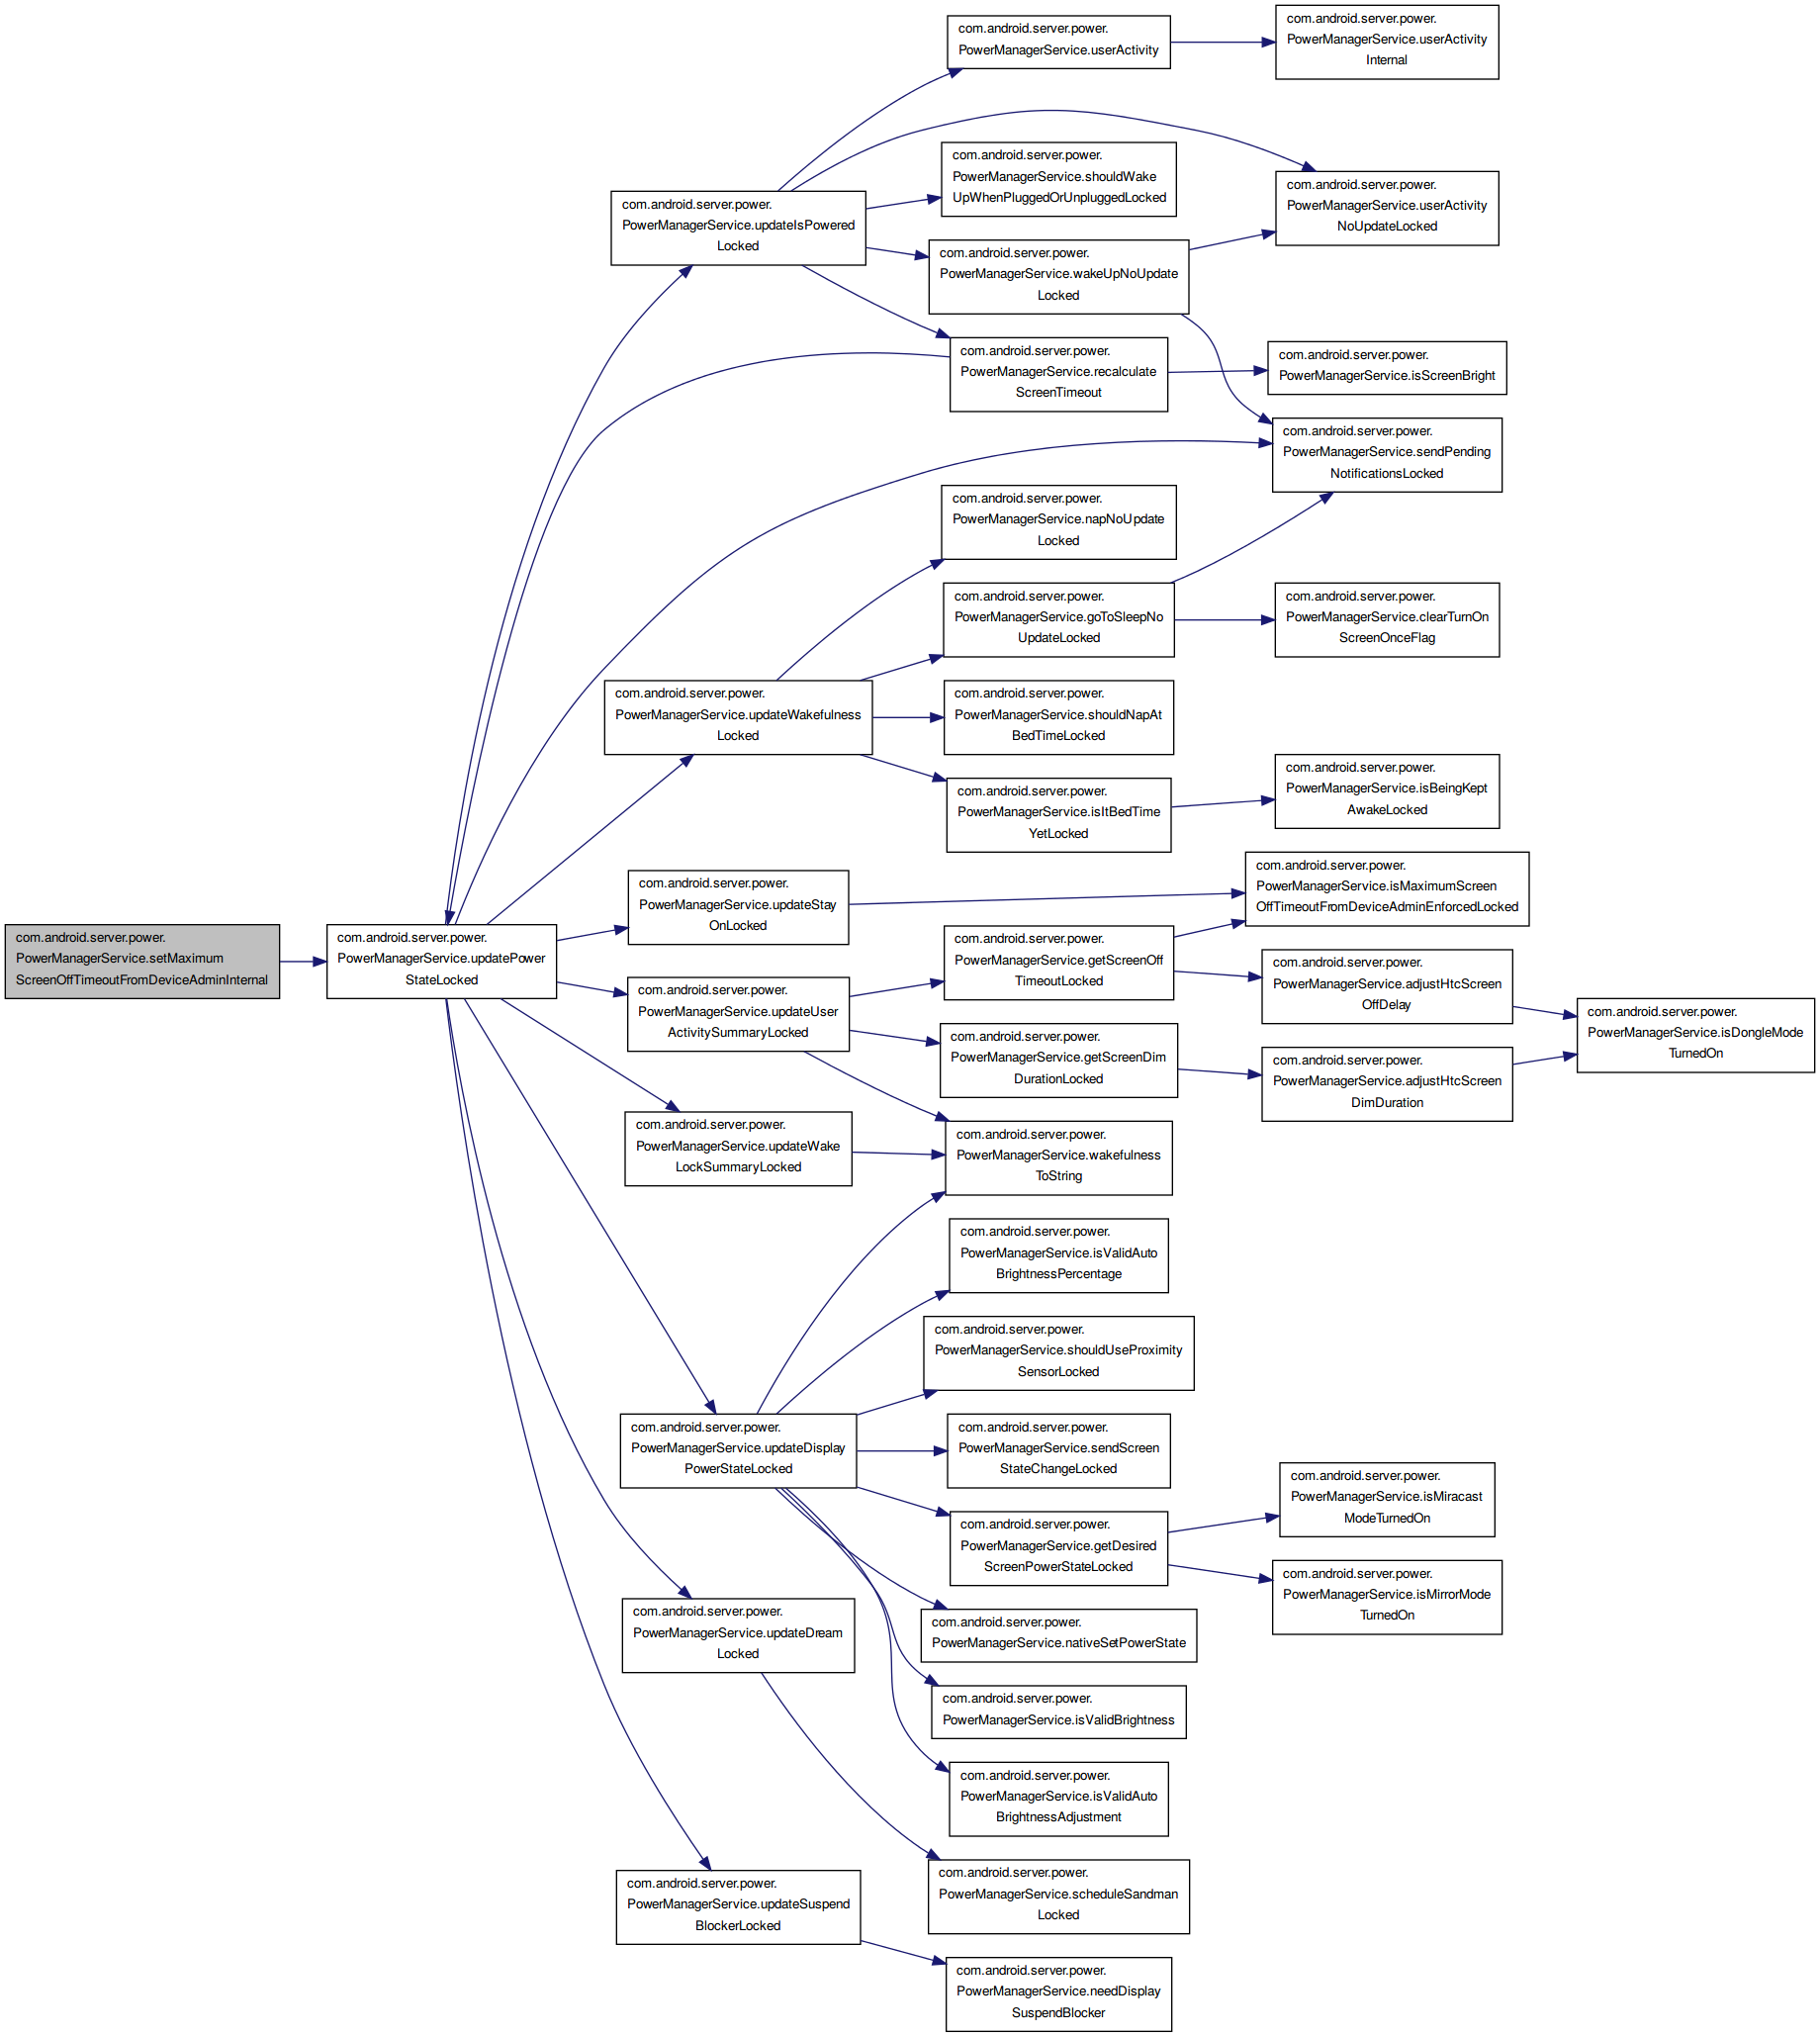 com.android.server.power.
PowerManagerService.userActivity
com.android.server.power.
PowerManagerService.userActivity
Internal
com.android.server.power.
PowerManagerService.shouldWake
UpWhenPluggedOrUnpluggedLocked
com.android.server.power.
PowerManagerService.userActivity
NoUpdateLocked
com.android.server.power.
PowerManagerService.updateIsPowered
Locked
com.android.server.power.
PowerManagerService.wakeUpNoUpdate
Locked
com.android.server.power.
PowerManagerService.recalculate
ScreenTimeout
com.android.server.power.
PowerManagerService.isScreenBright
com.android.server.power.
PowerManagerService.sendPending
NotificationsLocked
com.android.server.power.
PowerManagerService.napNoUpdate
Locked
com.android.server.power.
PowerManagerService.goToSleepNo
UpdateLocked
com.android.server.power.
PowerManagerService.clearTurnOn
ScreenOnceFlag
com.android.server.power.
PowerManagerService.updateWakefulness
Locked
com.android.server.power.
PowerManagerService.shouldNapAt
BedTimeLocked
com.android.server.power.
PowerManagerService.isItBedTime
YetLocked
com.android.server.power.
PowerManagerService.isBeingKept
AwakeLocked
com.android.server.power.
PowerManagerService.updateStay
OnLocked
com.android.server.power.
PowerManagerService.isMaximumScreen
OffTimeoutFromDeviceAdminEnforcedLocked
com.android.server.power.
PowerManagerService.setMaximum
ScreenOffTimeoutFromDeviceAdminInternal
com.android.server.power.
PowerManagerService.updatePower
StateLocked
com.android.server.power.
PowerManagerService.getScreenOff
TimeoutLocked
com.android.server.power.
PowerManagerService.adjustHtcScreen
OffDelay
com.android.server.power.
PowerManagerService.updateUser
ActivitySummaryLocked
com.android.server.power.
PowerManagerService.isDongleMode
TurnedOn
com.android.server.power.
PowerManagerService.getScreenDim
DurationLocked
com.android.server.power.
PowerManagerService.adjustHtcScreen
DimDuration
com.android.server.power.
PowerManagerService.updateWake
LockSummaryLocked
com.android.server.power.
PowerManagerService.wakefulness
ToString
com.android.server.power.
PowerManagerService.isValidAuto
BrightnessPercentage
com.android.server.power.
PowerManagerService.shouldUseProximity
SensorLocked
com.android.server.power.
PowerManagerService.updateDisplay
PowerStateLocked
com.android.server.power.
PowerManagerService.sendScreen
StateChangeLocked
com.android.server.power.
PowerManagerService.isMiracast
ModeTurnedOn
com.android.server.power.
PowerManagerService.getDesired
ScreenPowerStateLocked
com.android.server.power.
PowerManagerService.isMirrorMode
TurnedOn
com.android.server.power.
PowerManagerService.updateDream
Locked
com.android.server.power.
PowerManagerService.nativeSetPowerState
com.android.server.power.
PowerManagerService.isValidBrightness
com.android.server.power.
PowerManagerService.isValidAuto
BrightnessAdjustment
com.android.server.power.
PowerManagerService.scheduleSandman
Locked
com.android.server.power.
PowerManagerService.updateSuspend
BlockerLocked
com.android.server.power.
PowerManagerService.needDisplay
SuspendBlocker